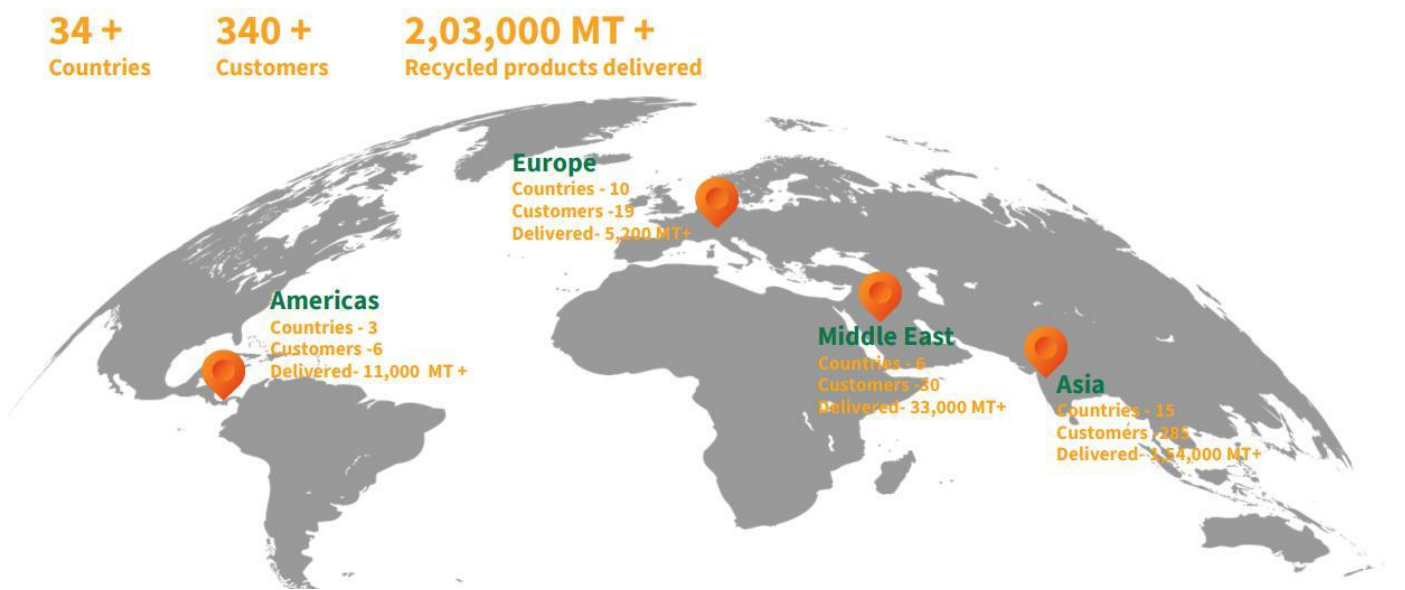 34 +
Countries
340 +
Customers
2,03,000 MT +
Recycled products delivered
Europe
Countries - 10
Customers -19
Delivered- 5,200 MT+
Americas
Countries - 3
Customers -6
Delivered- 11,000 MT +
Middle East
Countries - 6
Customers -30
Delivered- 33,000 MT+
Asia
Countries - 15
Customers -285
Delivered- 1,54,000 MT+